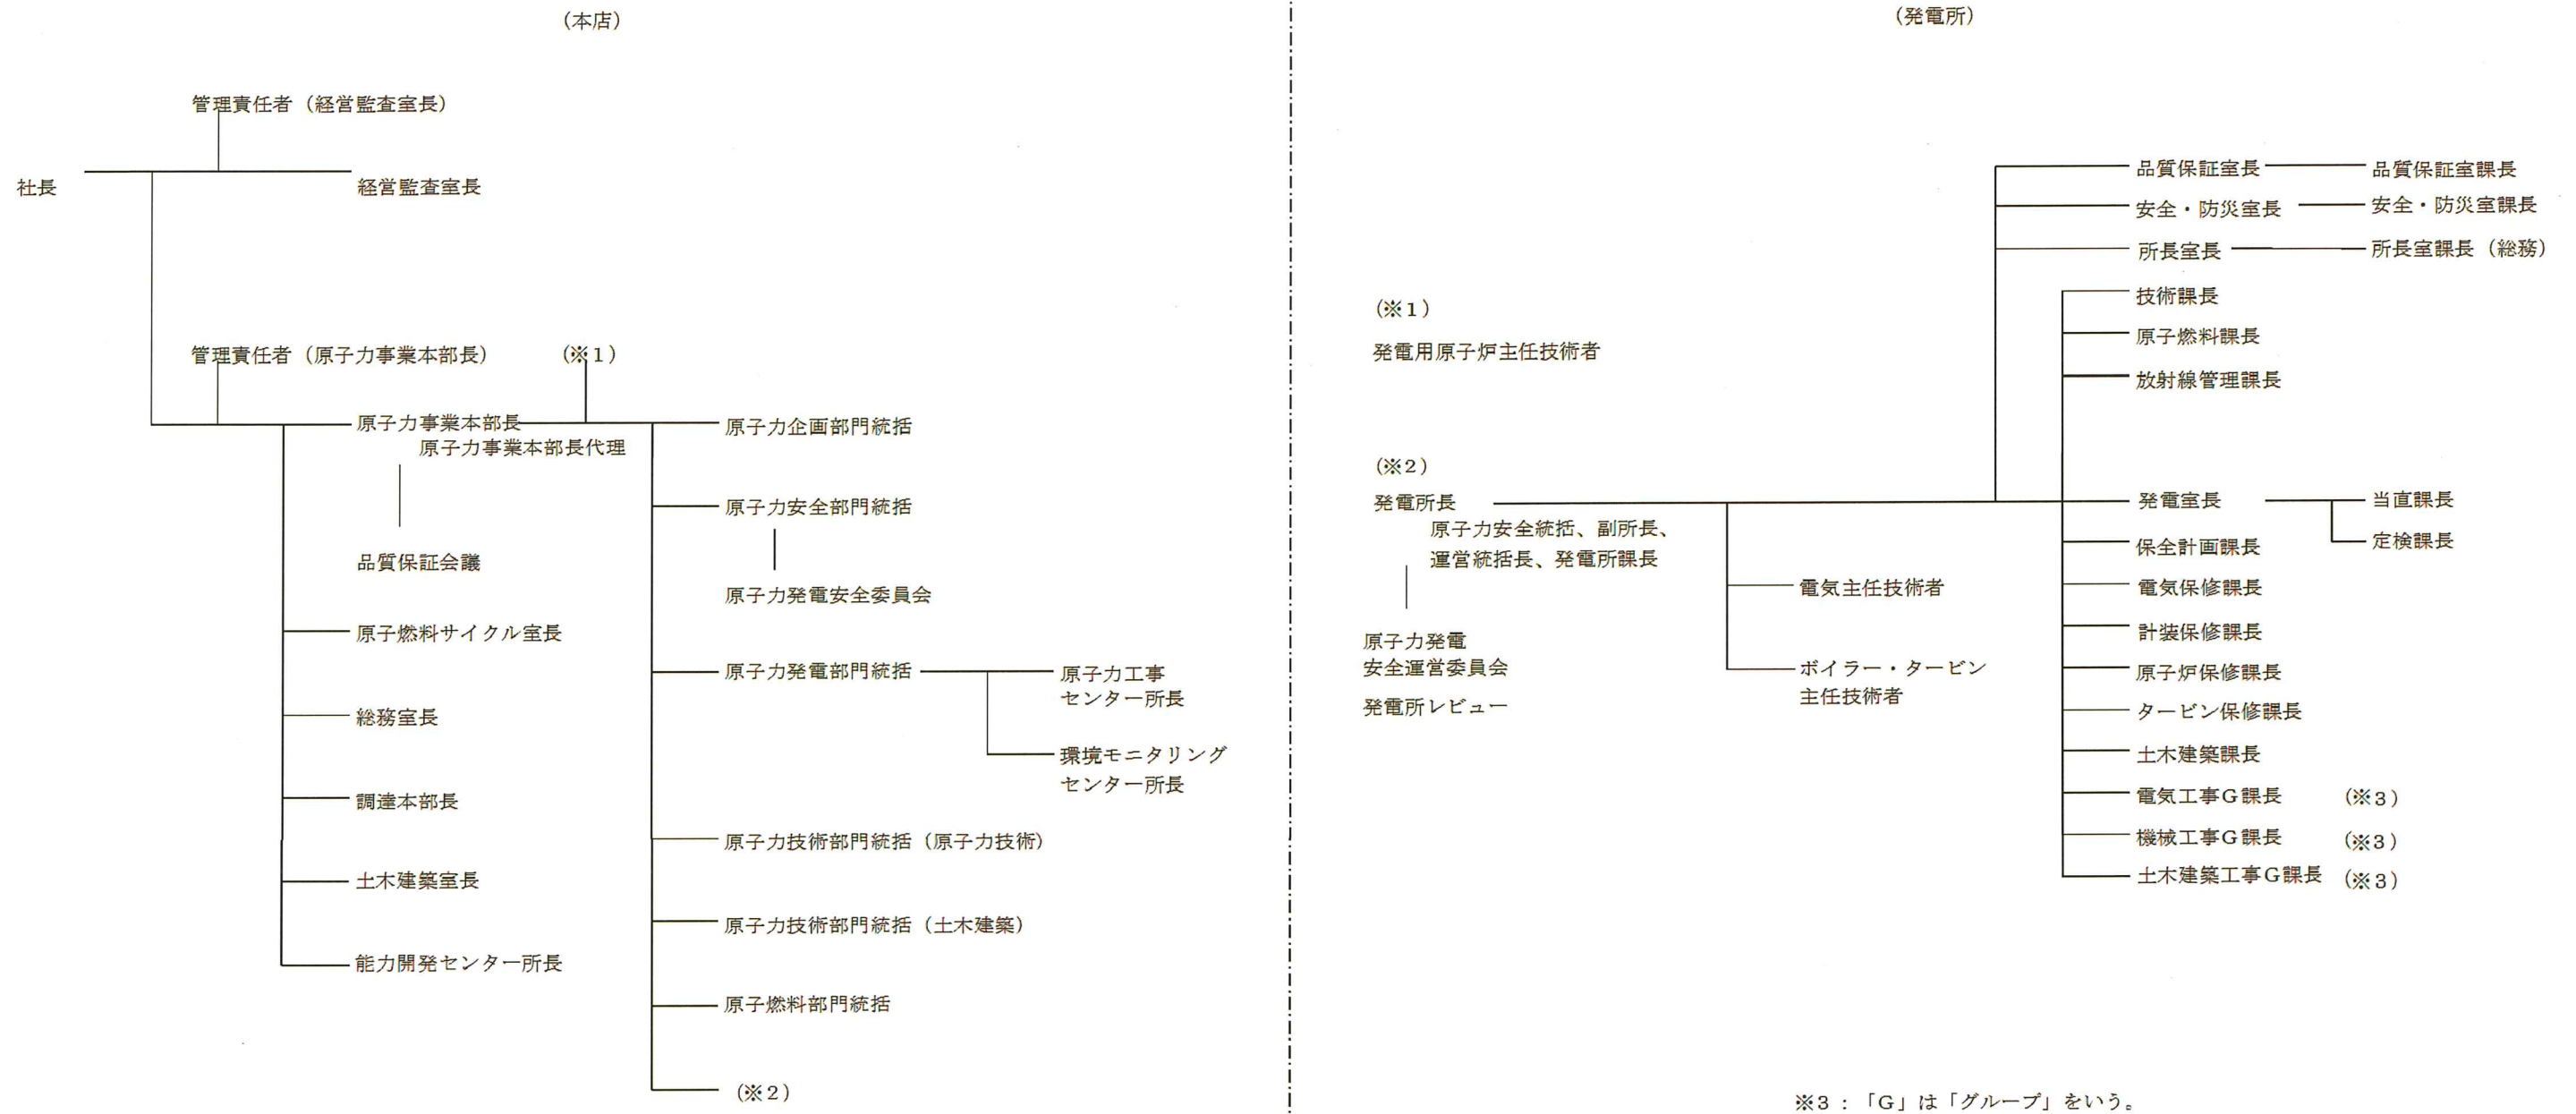 （本店）
管理責任者（経営監査室長）
社長
経営監査室長
管理責任者（原子力事業本部長）
（※１）
原子力事業本部長
原子力事業本部長代理
品質保証会議
原子燃料サイクル室長
総務室長
調達本部長
土木建築室長
能力開発センター所長
原子力企画部門統括
原子力安全部門統括
原子力発電安全委員会
原子力発電部門統括
原子力工事
センター所長
環境モニタリング
センター所長
原子力技術部門統括（原子力技術）
原子力技術部門統括（土木建築）
原子燃料部門統括
（※２）
（発電所）
（※１）
発電用原子炉主任技術者
（※２）
発電所長
原子力安全統括、副所長、
運営統括長、発電所課長
原子力発電
安全運営委員会
発電所レビュー
電気主任技術者
ボイラー・タービン
主任技術者
品質保証室長
品質保証室課長
安全・防災室長
安全・防災室課長
所長室長
所長室課長（総務）
技術課長
原子燃料課長
放射線管理課長
発電室長
当直課長
定検課長
保全計画課長
電気保修課長
計装保修課長
原子炉保修課長
タービン保修課長
土木建築課長
電気工事Ｇ課長 （※３）
機械工事Ｇ課長 （※３）
土木建築工事Ｇ課長 （※３）
※３：「Ｇ」は「グループ」をいう。